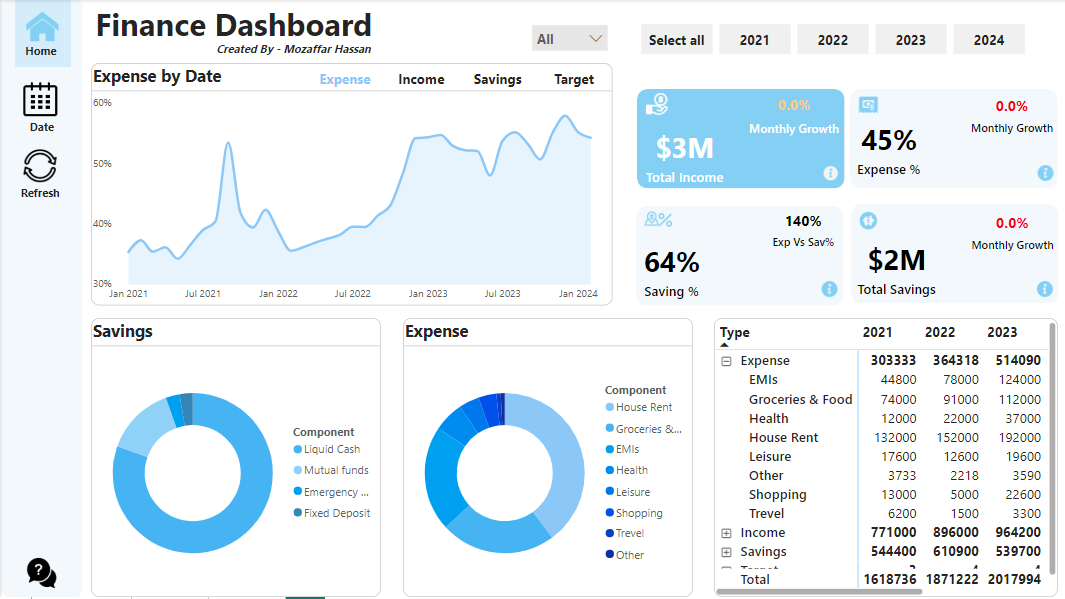 Finance Dashboard
Created By - Mozaffar Hassan
Home
Date
Refresh
All
Select all
2021
2022
2023
2024
Expense by Date
Expense Income Savings Target
60%
50%
40%
30%
Jan 2021 Jul 2021 Jan 2022 Jul 2022 Jan 2023 Jul 2023 Jan 2024
0.0%
Monthly Growth
$3M
Total Income
0.0%
Monthly Growth
45%
Expense %
140%
Exp Vs Sav%
64%
Saving %
0.0%
Monthly Growth
$2M
Total Savings
Savings
Component
Liquid Cash
Mutual funds
Emergency ...
Fixed Deposit
Expense
Component
House Rent
Groceries &...
EMIs
Health
Leisure
Shopping
Trevel
Other
Type 2021 2022 2023
Expense 303333 364318 514090
EMIs 44800 78000 124000
Groceries & Food 74000 91000 112000
Health 12000 22000 37000
House Rent 132000 152000 192000
Leisure 17600 12600 19600
Other 3733 2218 3590
Shopping 13000 5000 22600
Trevel 6200 1500 3300
Income 771000 896000 964200
Savings 544400 610900 539700
Total 1618736 1871222 2017994